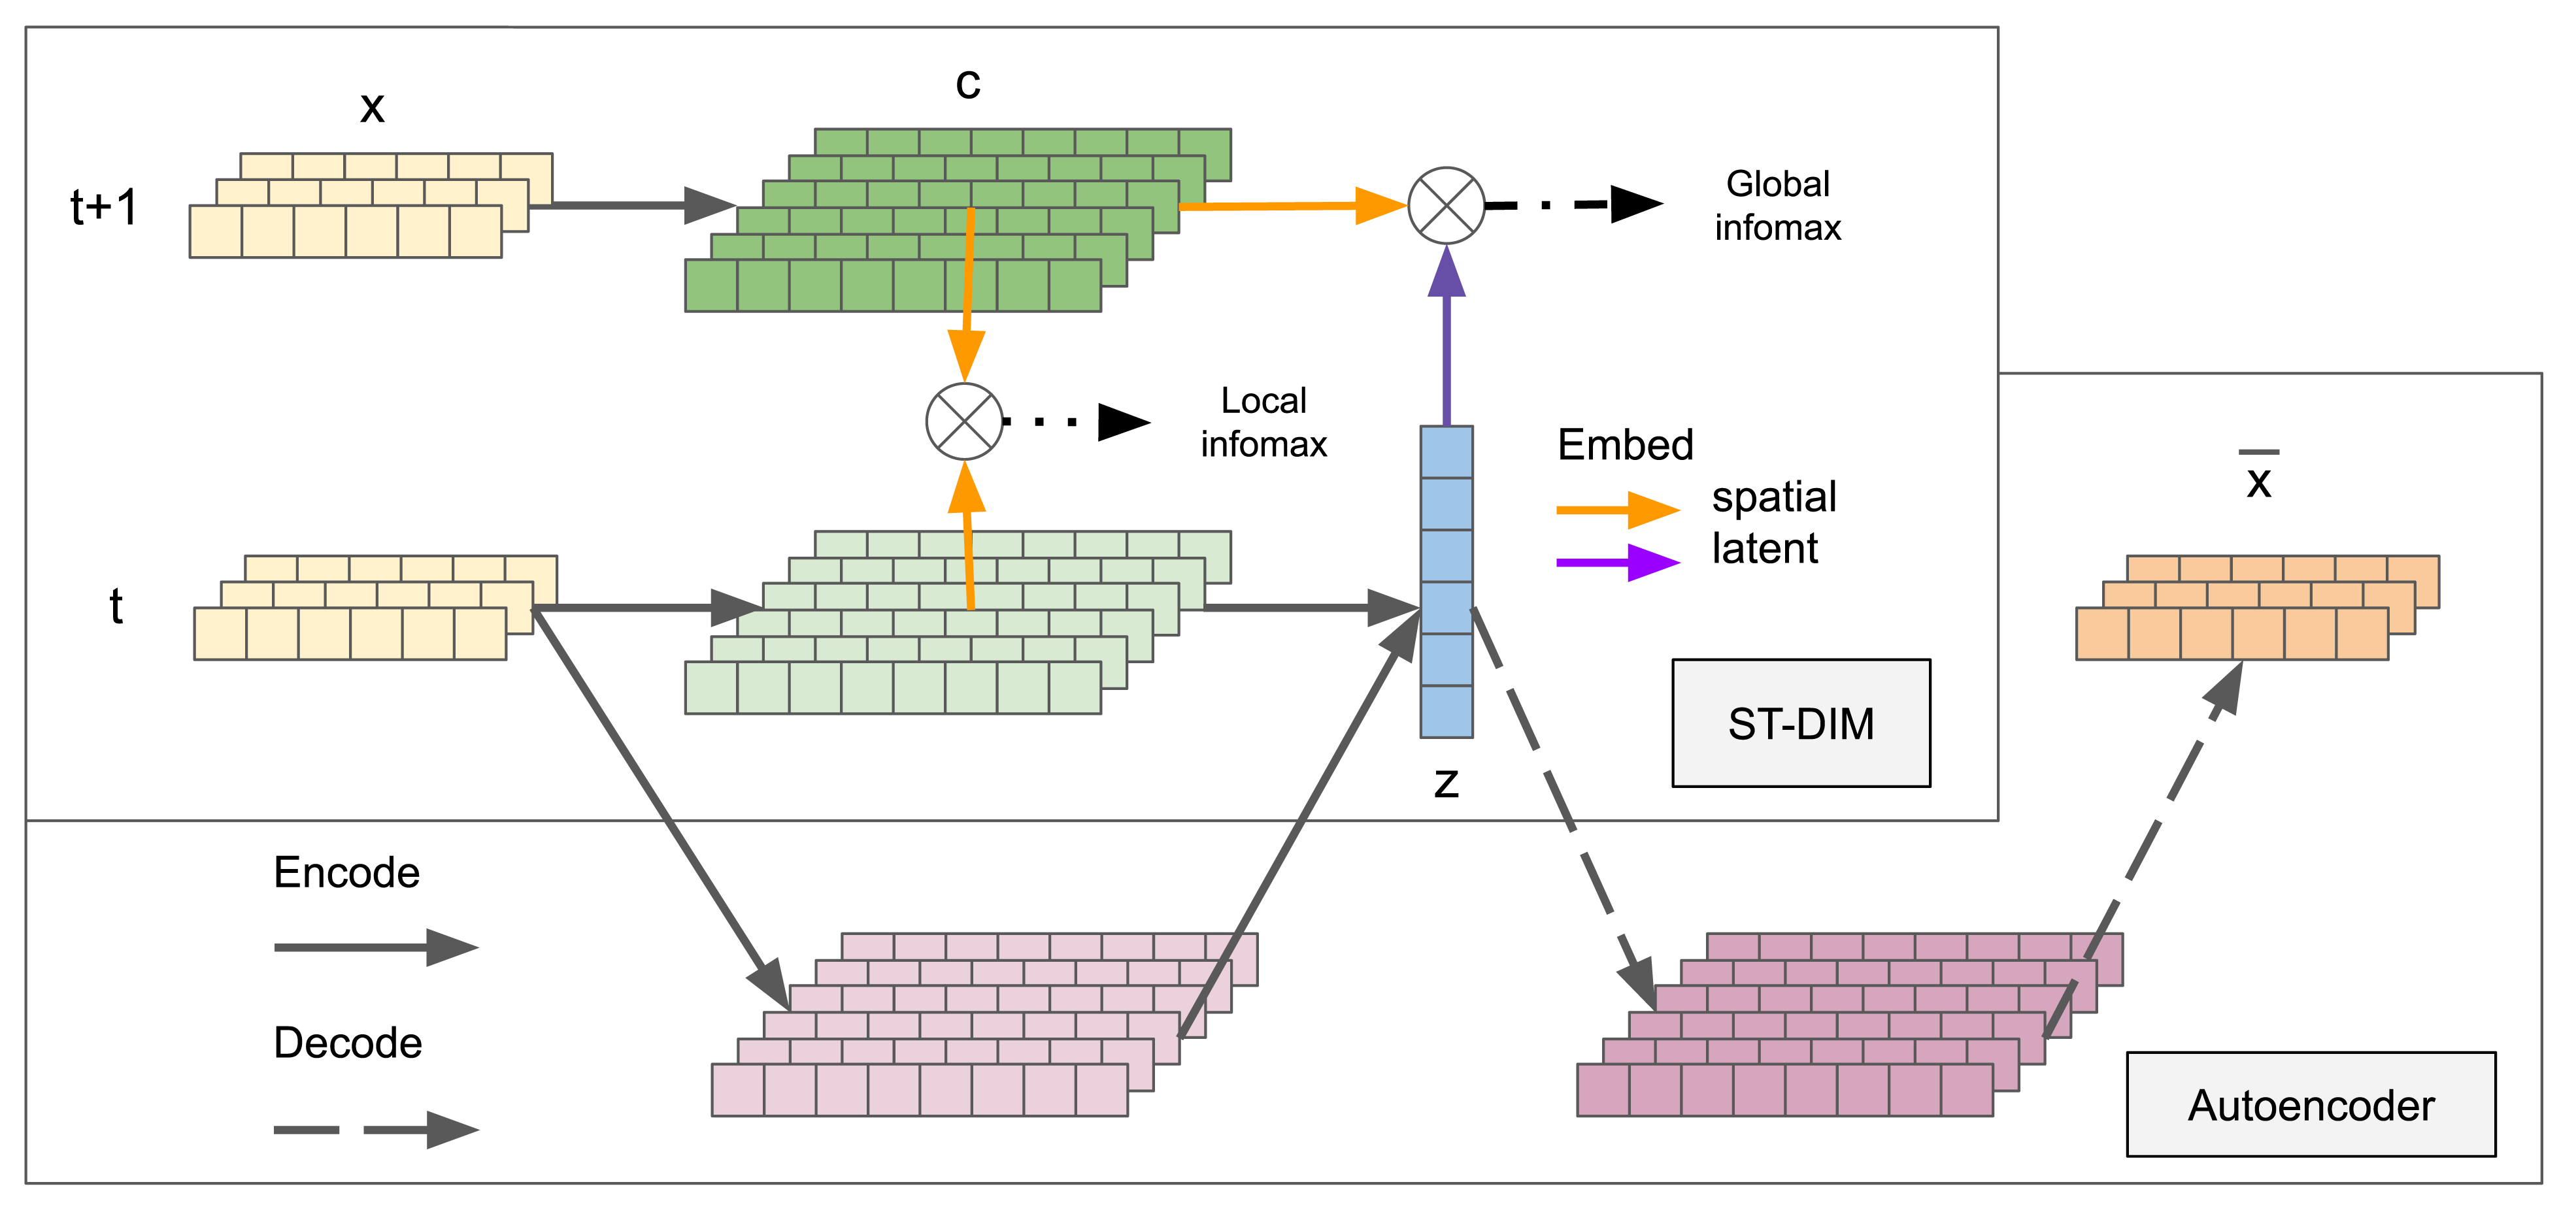 x
c
t+1
Global
infomax
Local
infomax
Embed
spatial
latent
x̅
t
ST-DIM
z
Encode
Decode
Autoencoder